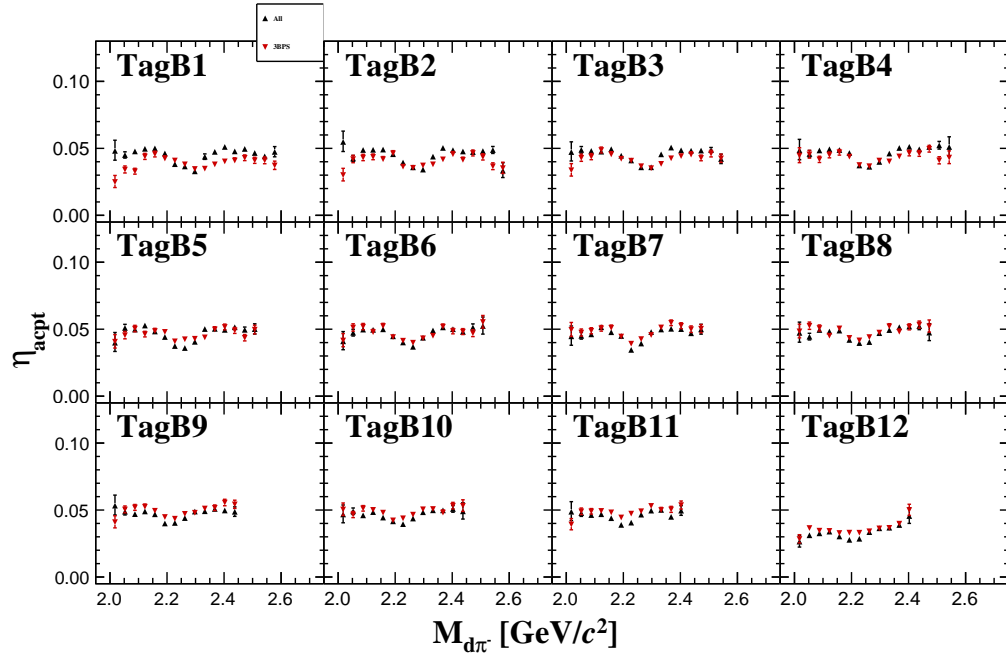 All
3BPS
TagB1 TagB2 TagB3 TagB4
0.10
0.05
0.00
TagB5 TagB6 TagB7 TagB8
0.10
0.05
0.00
TagB9 TagB10 TagB11 TagB12
0.10
0.05
0.00
2.0 2.2 2.4 2.6 2.0 2.2 2.4 2.6 2.0 2.2 2.4 2.6 2.0 2.2 2.4 2.6
η_acpt
M_dπ⁻ [GeV/c²]